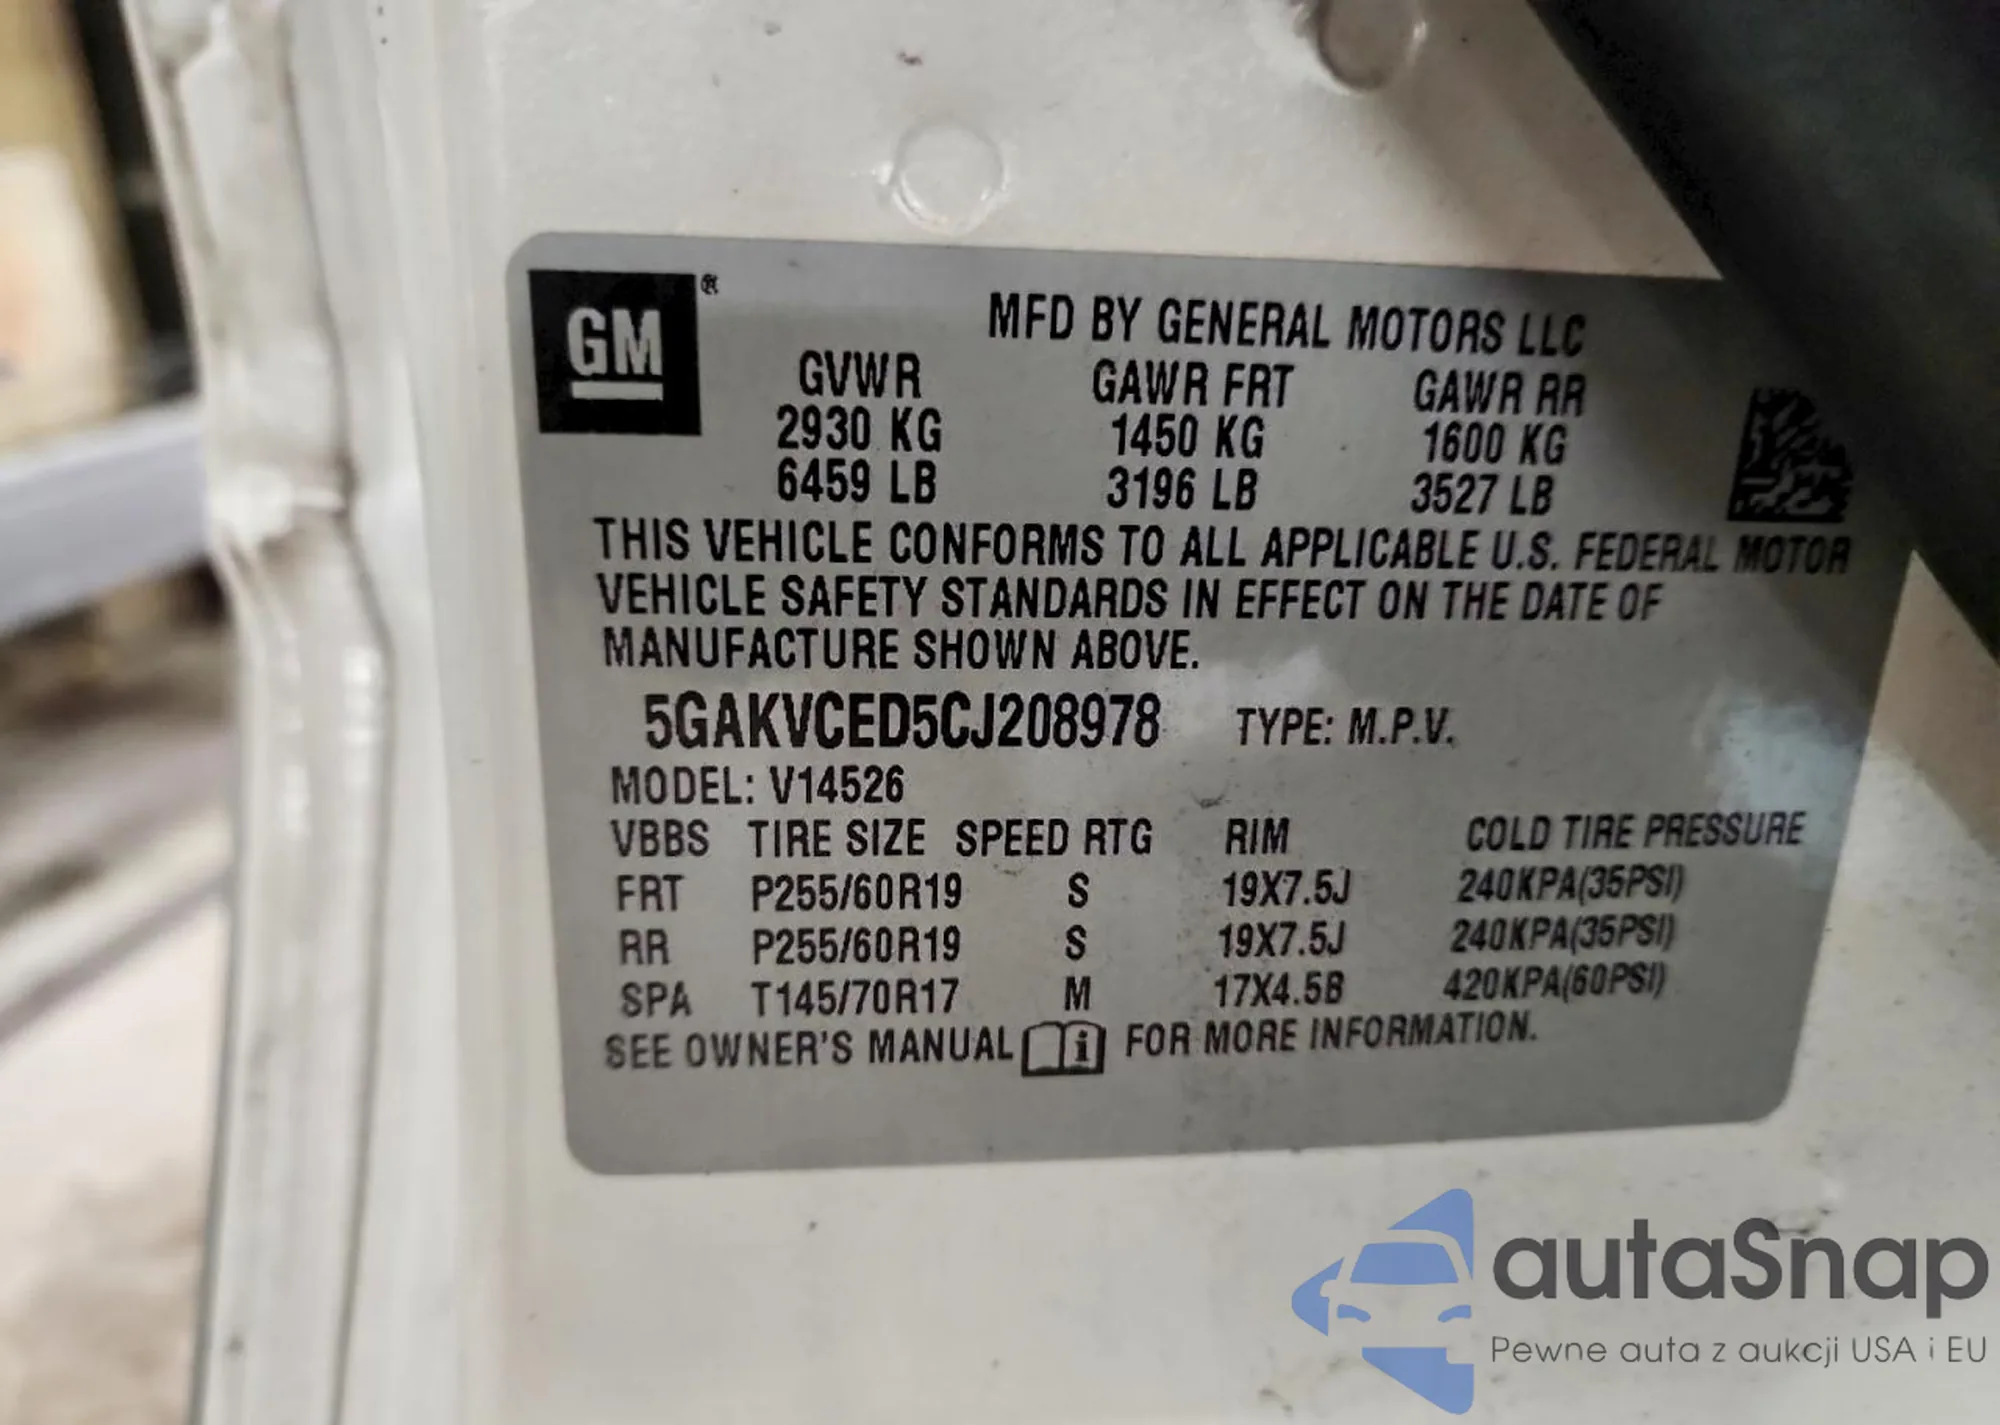 GM ®
MFD BY GENERAL MOTORS LLC
GVWR GAWR FRT GAWR RR
2930 KG 1450 KG 1600 KG
6459 LB 3196 LB 3527 LB
THIS VEHICLE CONFORMS TO ALL APPLICABLE U.S. FEDERAL MOTOR
VEHICLE SAFETY STANDARDS IN EFFECT ON THE DATE OF
MANUFACTURE SHOWN ABOVE.
5GAKVCED5CJ208978 TYPE: M.P.V.
MODEL: V14526
VBBS TIRE SIZE SPEED RTG RIM COLD TIRE PRESSURE
FRT P255/60R19 S 19X7.5J 240KPA(35PSI)
RR P255/60R19 S 19X7.5J 240KPA(35PSI)
SPA T145/70R17 M 17X4.5B 420KPA(60PSI)
SEE OWNER'S MANUAL i FOR MORE INFORMATION.
autaSnap
Pewne auta z aukcji USA i EU